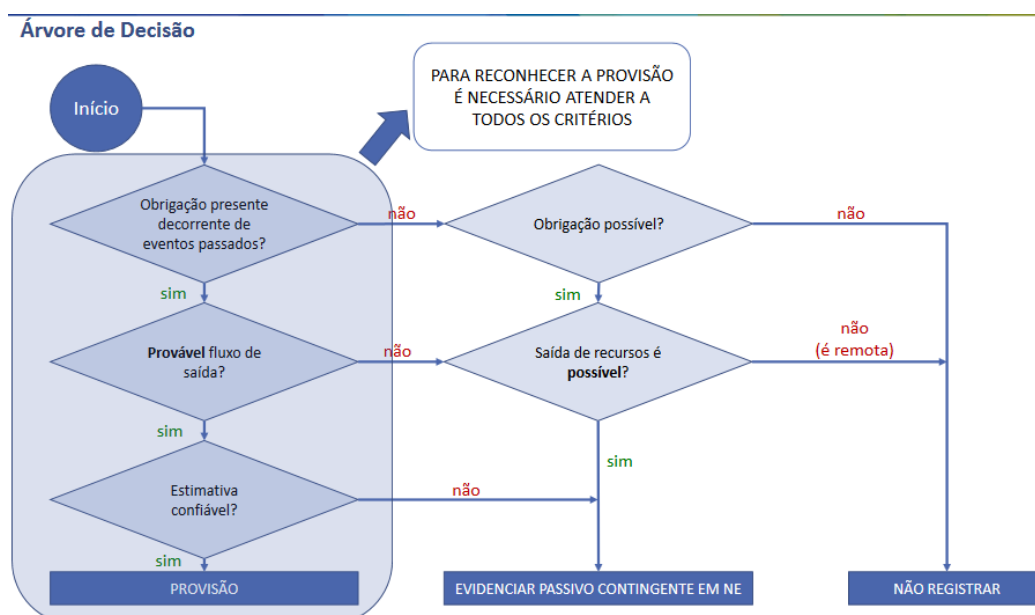 Árvore de Decisão
Início
PARA RECONHECER A PROVISÃO
É NECESSÁRIO ATENDER A
TODOS OS CRITÉRIOS
Obrigação presente
decorrente de
eventos passados?
não
Obrigação possível?
não
sim
sim
Provável fluxo de
saída?
não
Saída de recursos é
possível?
não
(é remota)
sim
sim
Estimativa
confiável?
não
sim
PROVISÃO
EVIDENCIAR PASSIVO CONTINGENTE EM NE
NÃO REGISTRAR